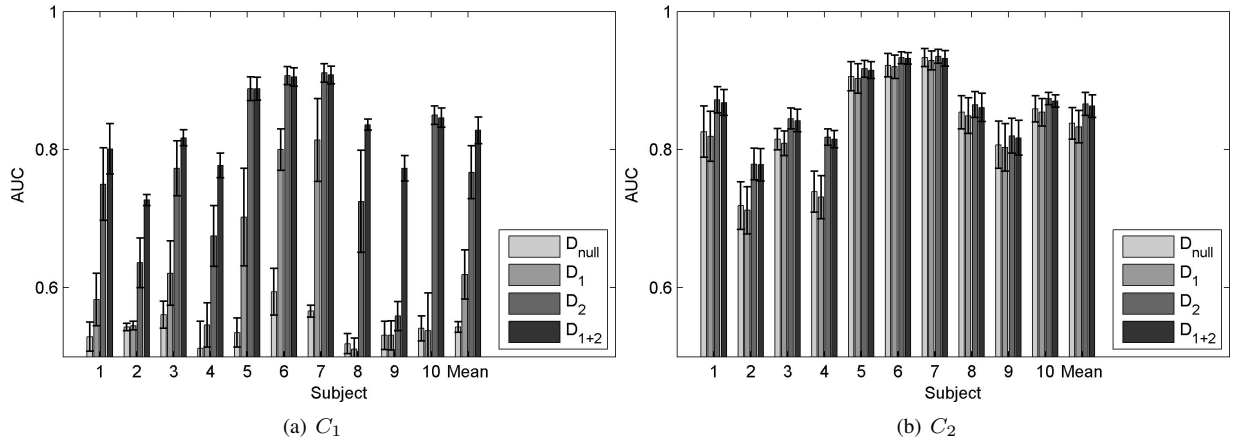 1
0.8
0.6
AUC
1 2 3 4 5 6 7 8 9 10 Mean
Subject
D_null
D_1
D_2
D_1+2
(a) C_1
1
0.8
0.6
AUC
1 2 3 4 5 6 7 8 9 10 Mean
Subject
D_null
D_1
D_2
D_1+2
(b) C_2